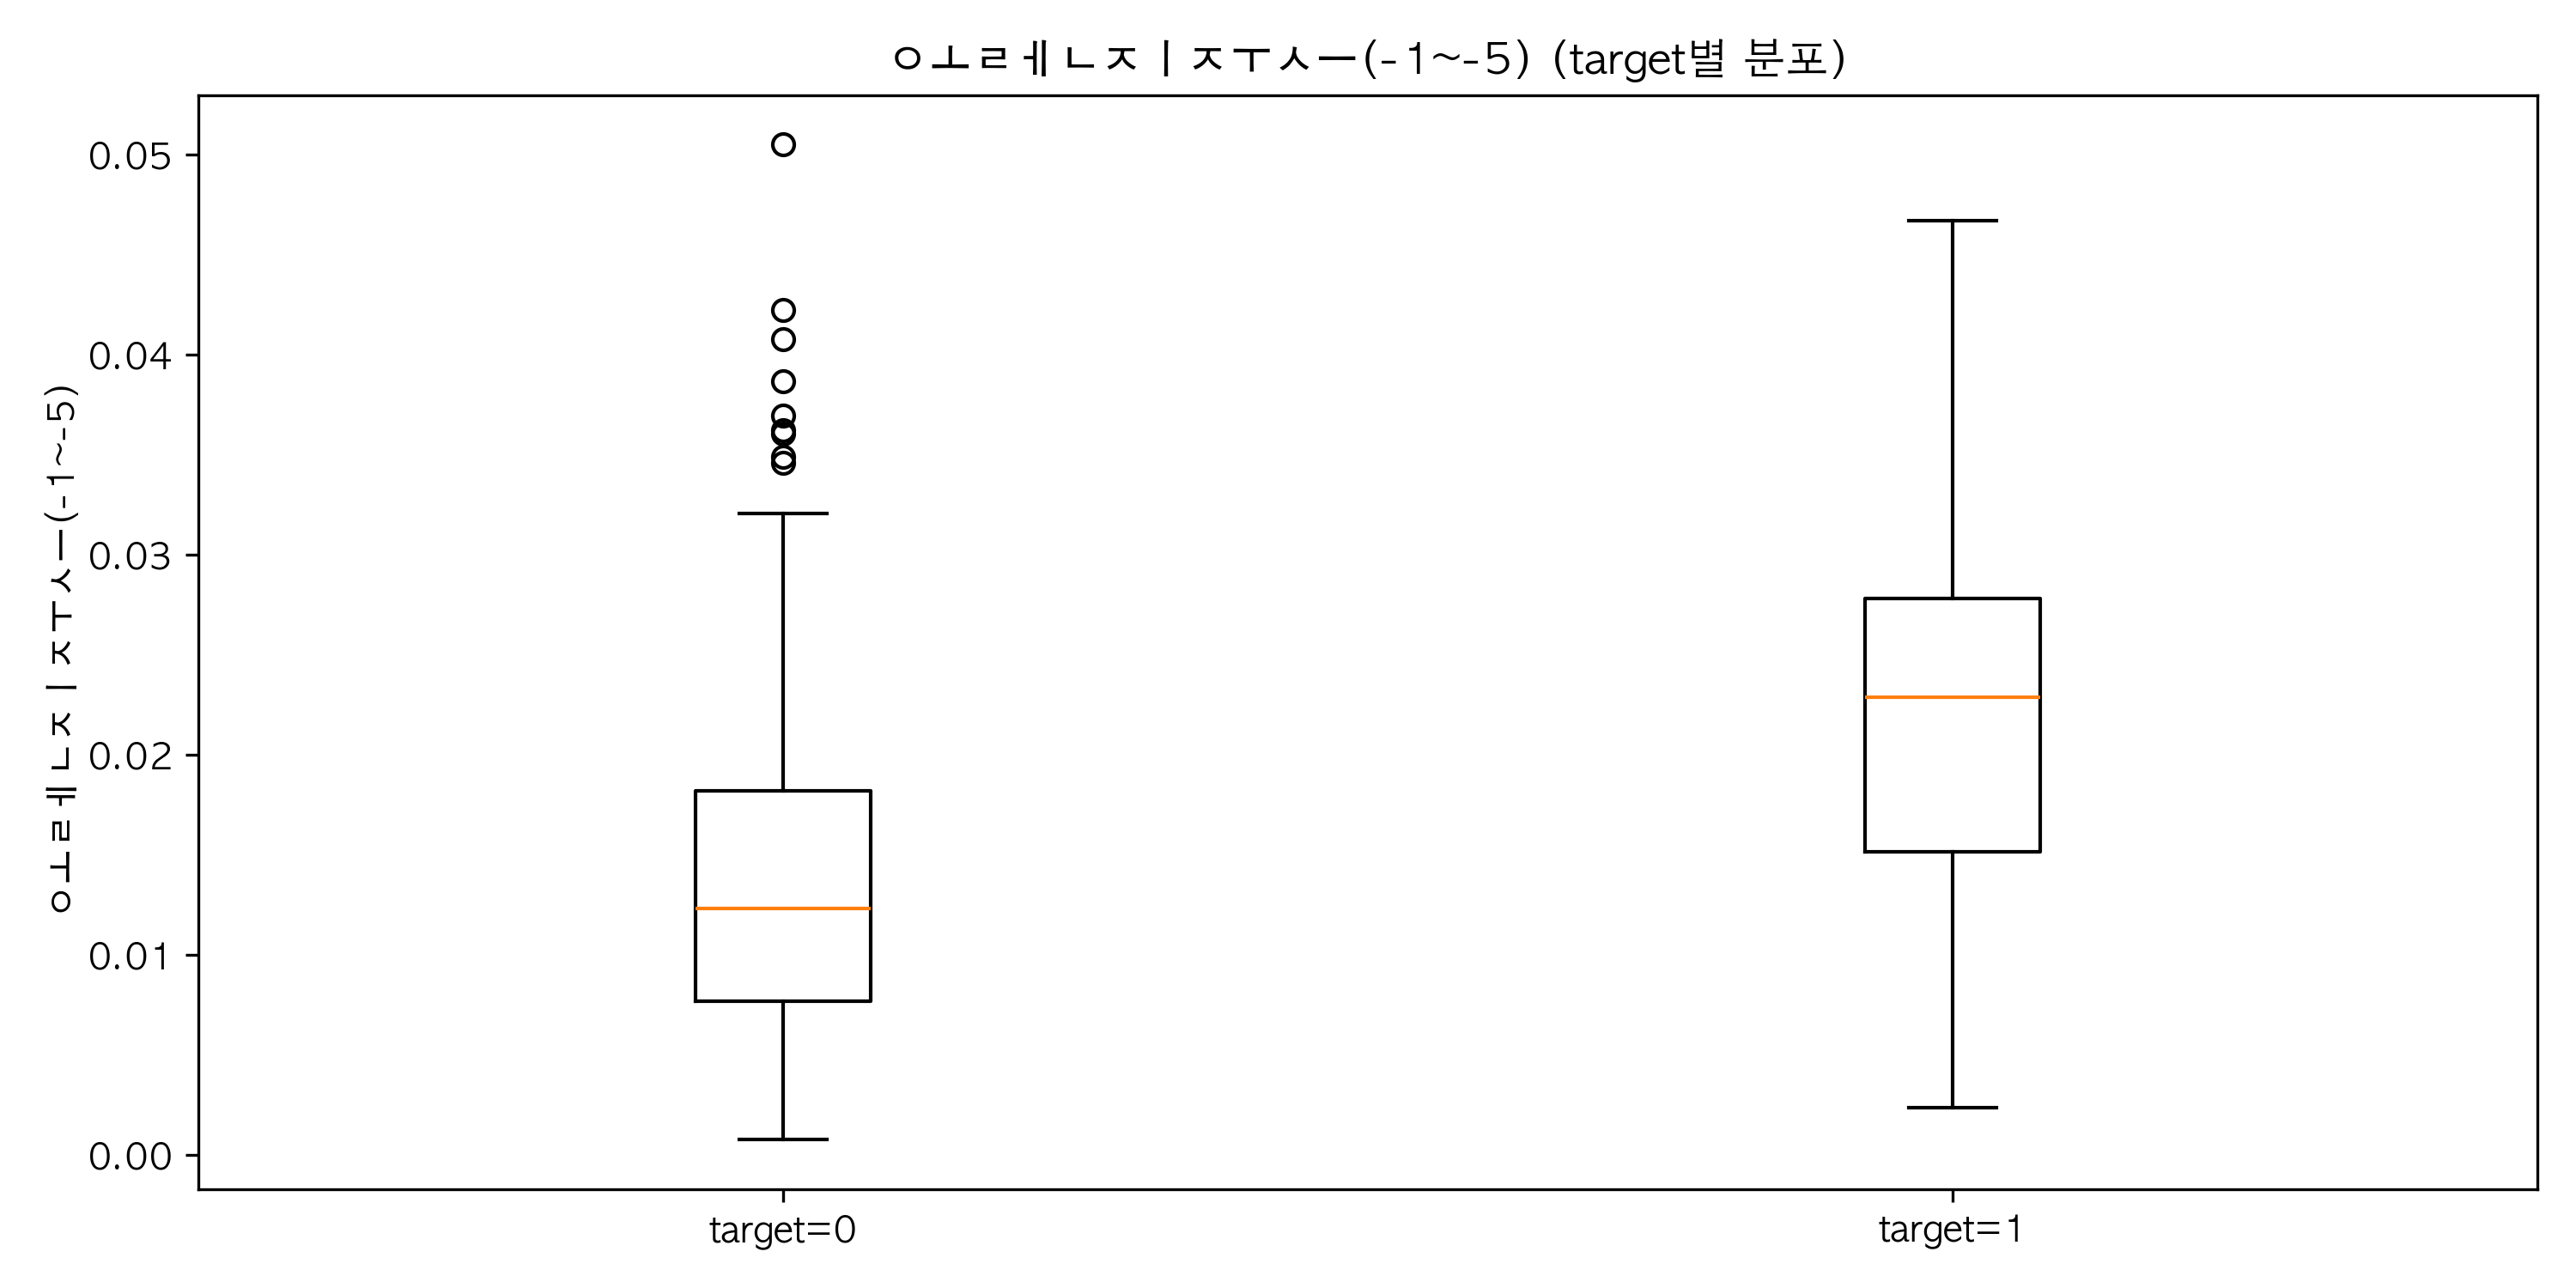 ㅇㅗㄹㅔㄴㅈㅣㅈㅜㅅㅡ(-1~-5) (target별 분포)
ㅇㅗㄹㅔㄴㅈㅣㅈㅜㅅㅡ(-1~-5)
0.05
0.04
0.03
0.02
0.01
0.00
target=0
target=1